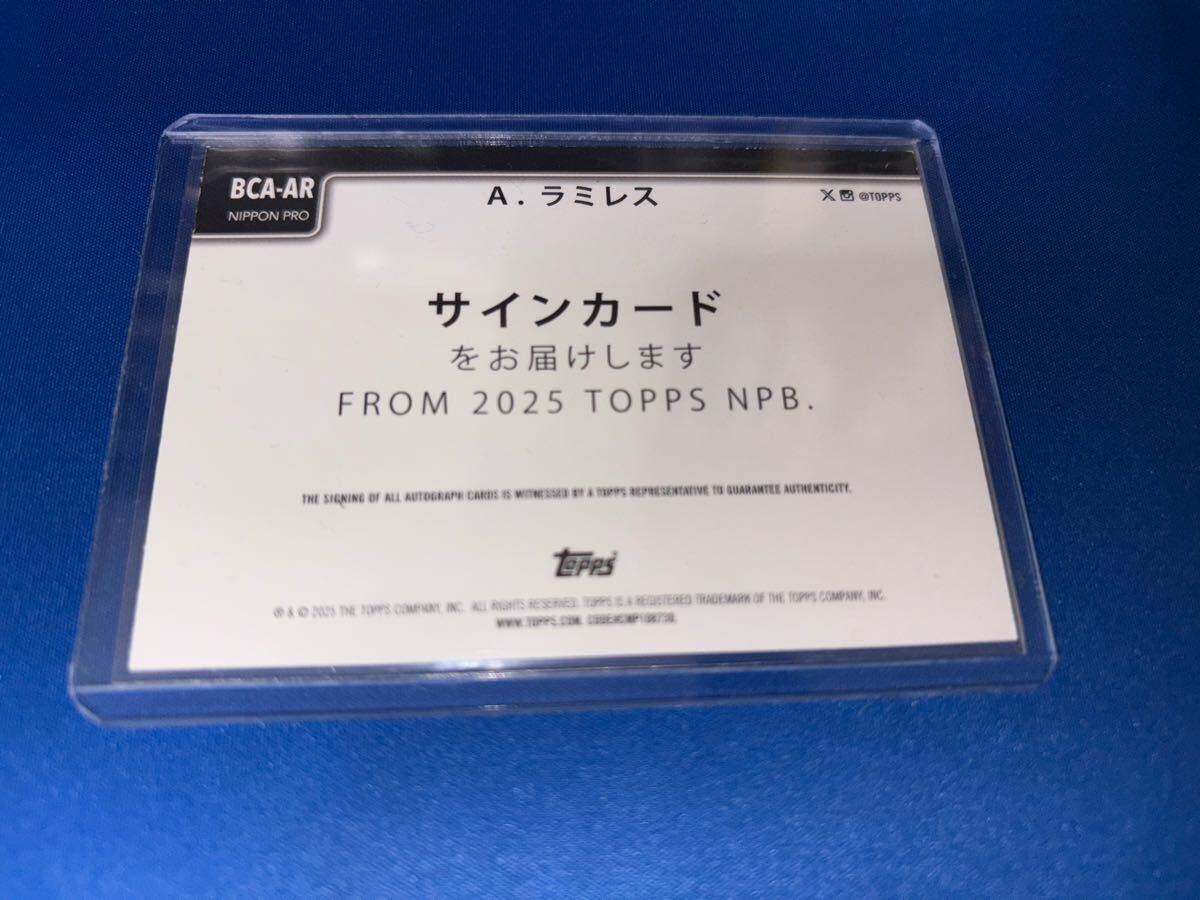 BCA-AR
NIPPON PRO
A. ラミレス
@TOPPS
サインカード
をお届けします
FROM 2025 TOPPS NPB.
THE SIGNING OF ALL AUTOGRAPH CARDS IS WITNESSED BY A TOPPS REPRESENTATIVE TO GUARANTEE AUTHENTICITY.
Topps
® & © 2025 THE TOPPS COMPANY, INC. ALL RIGHTS RESERVED. TOPPS IS A REGISTERED TRADEMARK OF THE TOPPS COMPANY, INC.
WWW.TOPPS.COM.